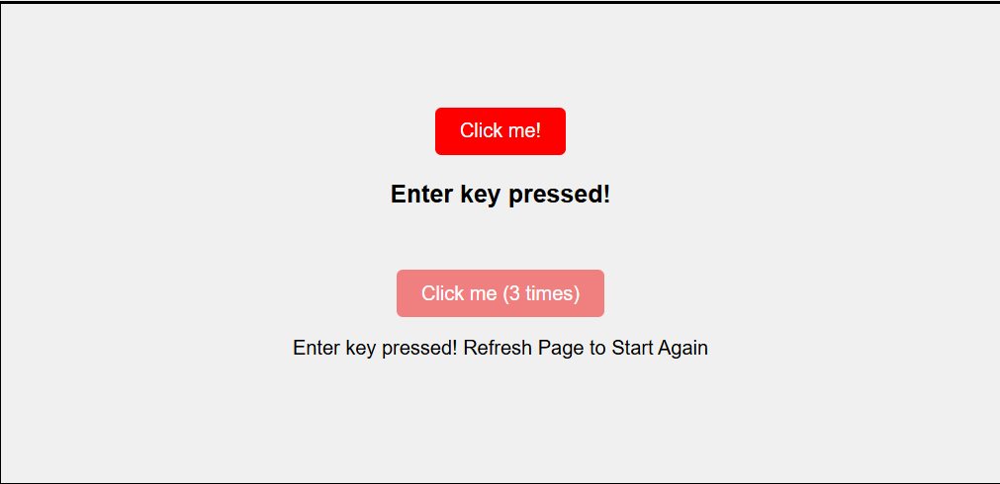 Click me!
Enter key pressed!
Click me (3 times)
Enter key pressed! Refresh Page to Start Again